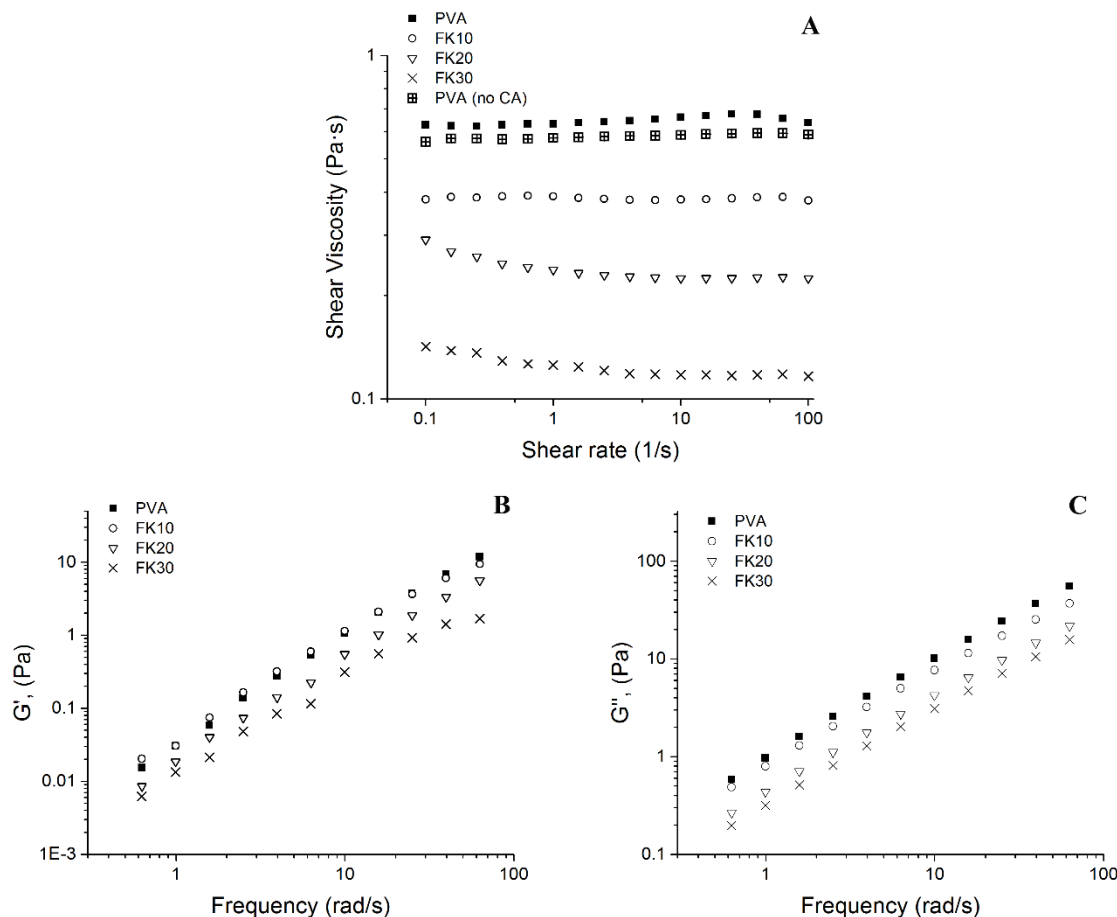 A
PVA
FK10
FK20
FK30
PVA (no CA)
1
0.1
Shear Viscosity (Pa·s)
0.1 1 10 100
Shear rate (1/s)
B
PVA
FK10
FK20
FK30
10
1
0.1
0.01
1E-3
G', (Pa)
1 10 100
Frequency (rad/s)
C
PVA
FK10
FK20
FK30
100
10
1
0.1
G'', (Pa)
1 10 100
Frequency (rad/s)